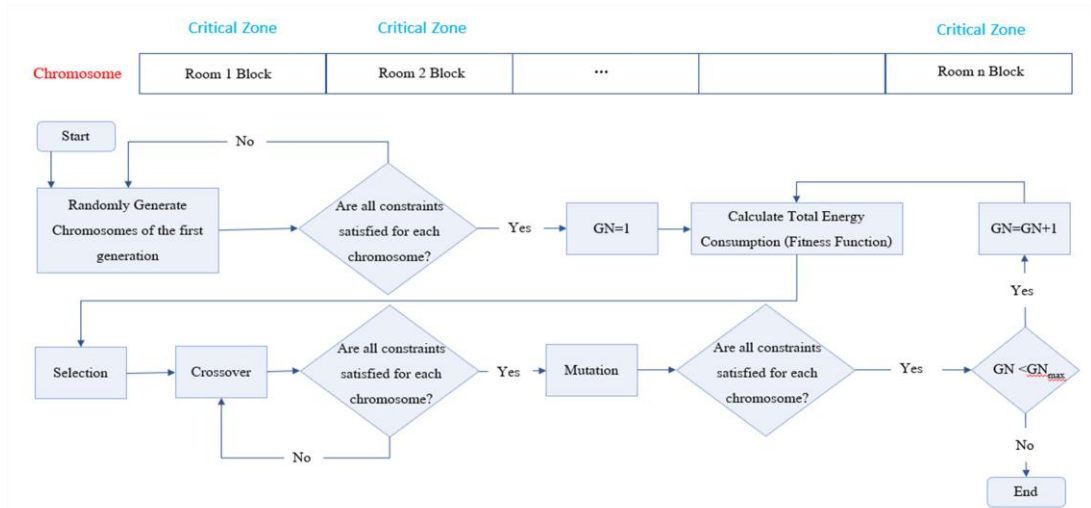 Critical Zone
Critical Zone
Critical Zone
Chromosome
Room 1 Block
Room 2 Block
...
Room n Block
Start
No
Randomly Generate
Chromosomes of the first
generation
Are all constraints
satisfied for each
chromosome?
Yes
GN=1
Calculate Total Energy
Consumption (Fitness Function)
GN=GN+1
Yes
Selection
Crossover
Are all constraints
satisfied for each
chromosome?
Yes
Mutation
Are all constraints
satisfied for each
chromosome?
Yes
GN <GNmax
No
No
End